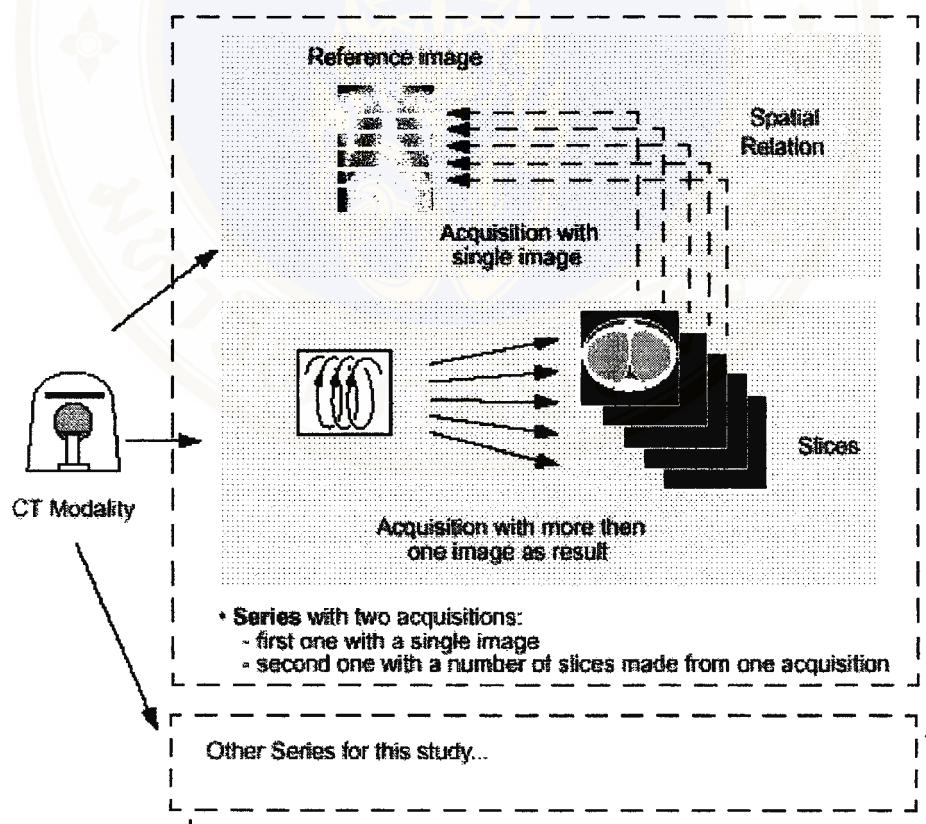 Reference image
Spatial
Relation
Acquisition with
single image
CT Modality
Slices
Acquisition with more then
one image as result
• Series with two acquisitions:
- first one with a single image
- second one with a number of slices made from one acquisition
Other Series for this study...